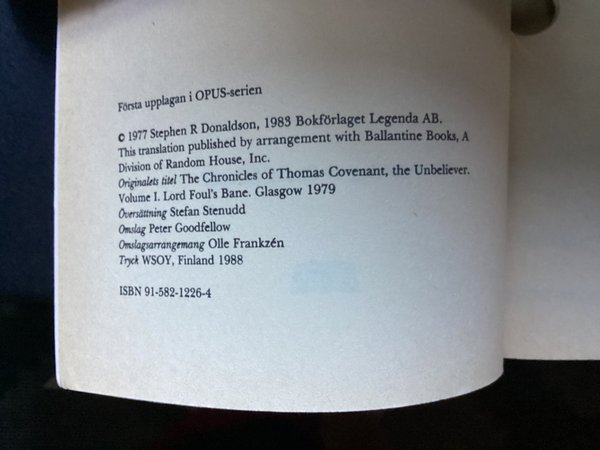 Första upplagan i OPUS-serien
© 1977 Stephen R Donaldson, 1983 Bokförlaget Legenda AB.
This translation published by arrangement with Ballantine Books, A
Division of Random House, Inc.
Originalets titel The Chronicles of Thomas Covenant, the Unbeliever.
Volume I. Lord Foul's Bane. Glasgow 1979
Översättning Stefan Stenudd
Omslag Peter Goodfellow
Omslagsarrangemang Olle Frankzén
Tryck WSOY, Finland 1988
ISBN 91-582-1226-4